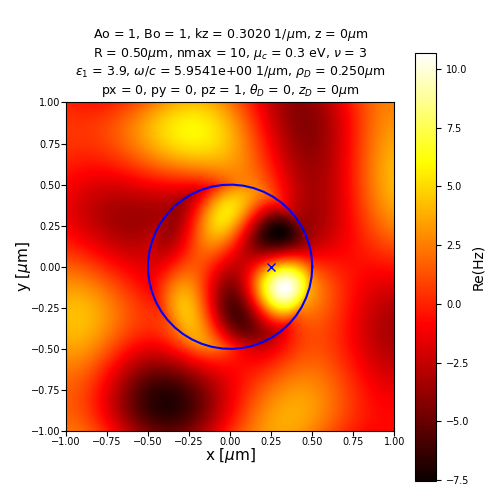 Ao = 1, Bo = 1, kz = 0.3020 1/μm, z = 0μm
R = 0.50μm, nmax = 10, μ_c = 0.3 eV, ν = 3
ε₁ = 3.9, ω/c = 5.9541e+00 1/μm, ρ_D = 0.250μm
px = 0, py = 0, pz = 1, θ_D = 0, z_D = 0μm
1.00
0.75
0.50
0.25
0.00
−0.25
−0.50
−0.75
−1.00
y [μm]
−1.00 −0.75 −0.50 −0.25 0.00 0.25 0.50 0.75 1.00
x [μm]
10.0
7.5
5.0
2.5
0.0
−2.5
−5.0
−7.5
Re(Hz)